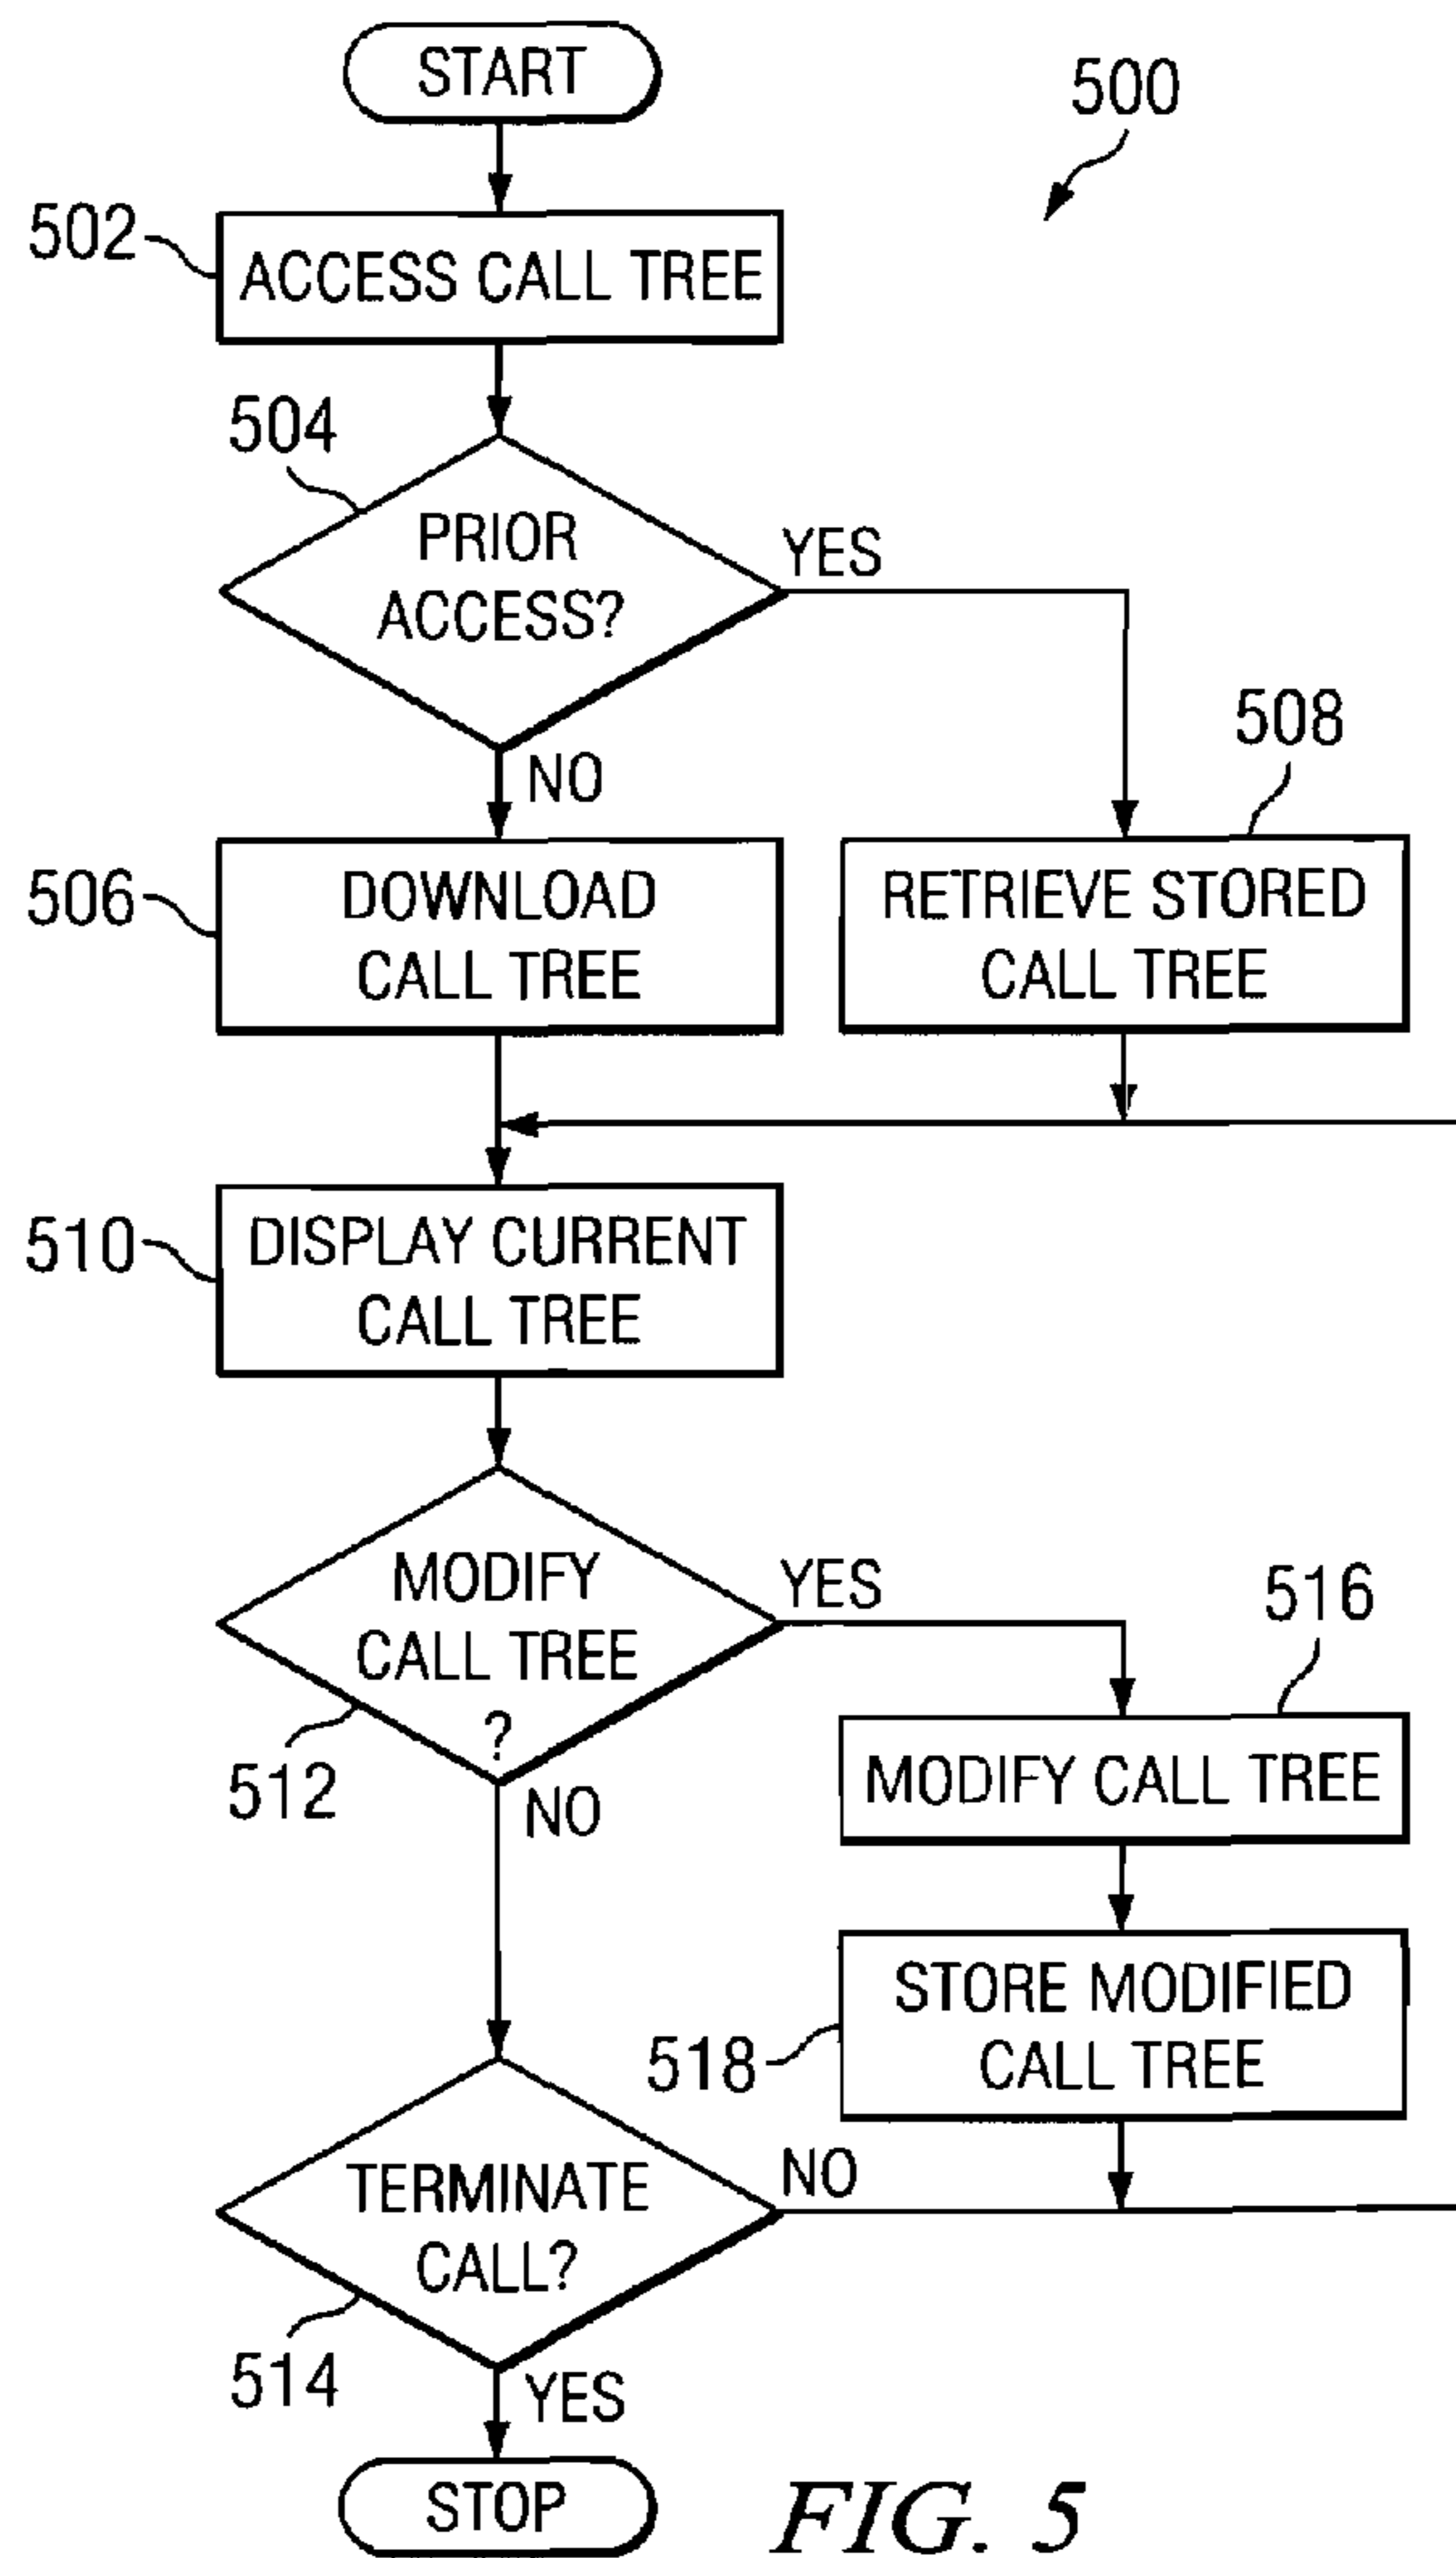 START
500
502
ACCESS CALL TREE
504
PRIOR
ACCESS?
YES
NO
508
506
DOWNLOAD
CALL TREE
RETRIEVE STORED
CALL TREE
510
DISPLAY CURRENT
CALL TREE
MODIFY
CALL TREE
?
YES
512
NO
516
MODIFY CALL TREE
518
STORE MODIFIED
CALL TREE
TERMINATE
CALL?
NO
514
YES
STOP
FIG. 5